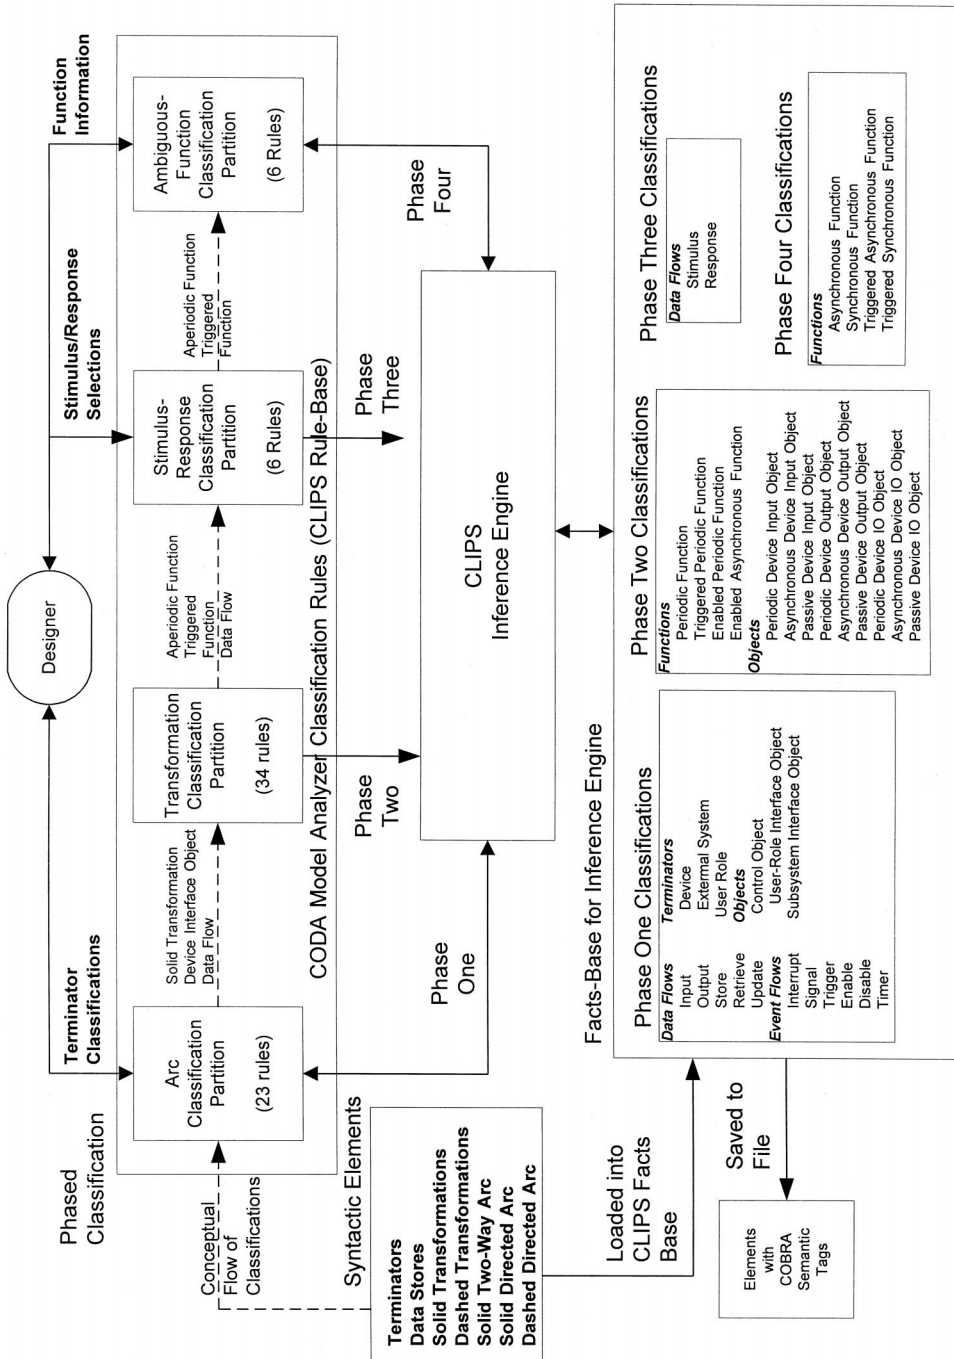 Phased
Classification
Designer
Terminator
Classifications
Stimulus/Response
Selections
Function
Information
Arc
Classification
Partition
(23 rules)
Solid Transformation
Device Interface Object
Data Flow
Transformation
Classification
Partition
(34 rules)
Aperiodic Function
Triggered
Function
Data Flow
Stimulus-
Response
Classification
Partition
(6 Rules)
Aperiodic Function
Triggered
Function
Ambiguous-
Function
Classification
Partition
(6 Rules)
CODA Model Analyzer Classification Rules (CLIPS Rule-Base)
Conceptual
Flow of
Classifications
Phase
One
Phase
Two
Phase
Three
Phase
Four
Syntactic Elements
Terminators
Data Stores
Solid Transformations
Dashed Transformations
Solid Two-Way Arc
Solid Directed Arc
Dashed Directed Arc
CLIPS
Inference Engine
Loaded into
CLIPS Facts
Base
Facts-Base for Inference Engine
Phase One Classifications
Data Flows
Input
Output
Store
Retrieve
Update
Event Flows
Interrupt
Signal
Trigger
Enable
Disable
Timer
Terminators
Device
Extermal System
User Role
Objects
Control Object
User-Role Interface Object
Subsystem Interface Object
Phase Two Classifications
Functions
Periodic Function
Triggered Periodic Function
Enabled Periodic Function
Enabled Asynchronous Function
Objects
Periodic Device Input Object
Asynchronous Device Input Object
Passive Device Input Object
Periodic Device Output Object
Asynchronous Device Output Object
Passive Device Output Object
Periodic Device IO Object
Asynchronous Device IO Object
Passive Device IO Object
Phase Three Classifications
Data Flows
Stimulus
Response
Phase Four Classifications
Functions
Asynchronous Function
Synchronous Function
Triggered Asynchronous Function
Triggered Synchronous Function
Saved to
File
Elements
with
COBRA
Semantic
Tags